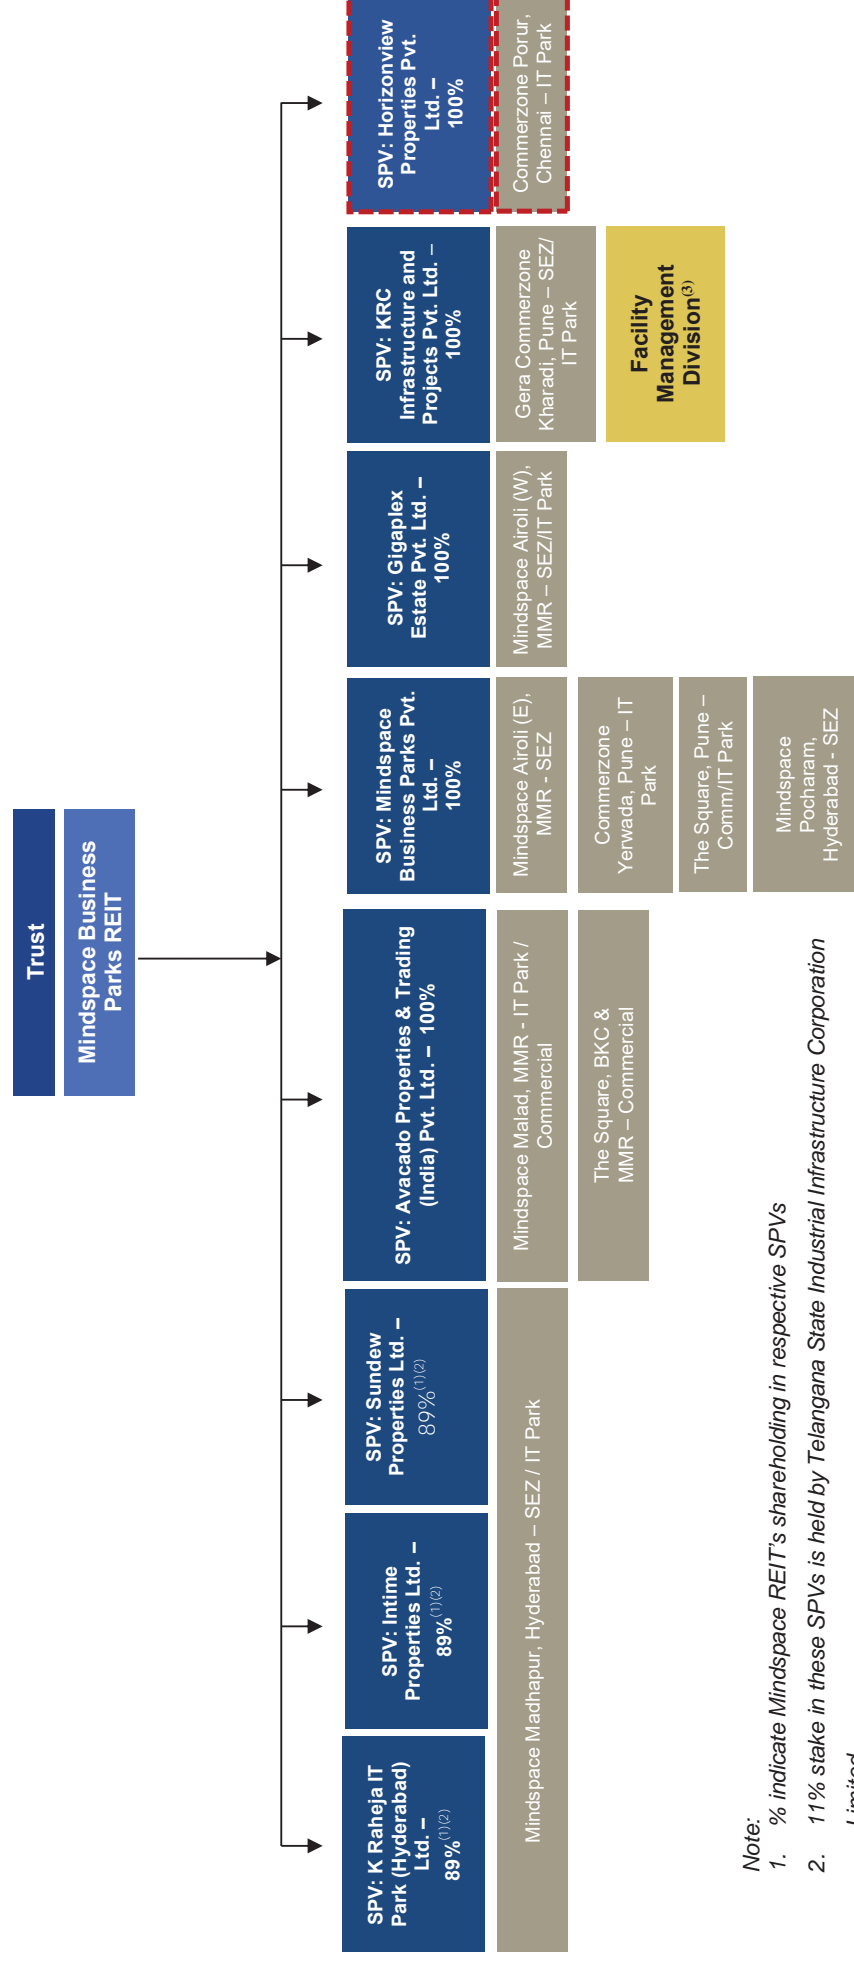 Trust
Mindspace Business
Parks REIT
SPV: K Raheja IT
Park (Hyderabad)
Ltd. –
89%(1)(2)
SPV: Intime
Properties Ltd. –
89%(1)(2)
SPV: Sundew
Properties Ltd. –
89%(1)(2)
SPV: Avacado Properties & Trading
(India) Pvt. Ltd. – 100%
SPV: Mindspace
Business Parks Pvt.
Ltd. –
100%
SPV: Gigaplex
Estate Pvt. Ltd. –
100%
SPV: KRC
Infrastructure and
Projects Pvt. Ltd. –
100%
SPV: Horizonview
Properties Pvt.
Ltd. –
100%
Mindspace Madhapur, Hyderabad – SEZ / IT Park
Mindspace Malad, MMR - IT Park /
Commercial
Mindspace Airoli (E),
MMR - SEZ
Mindspace Airoli (W),
MMR – SEZ/IT Park
Gera Commerzone
Kharadi, Pune – SEZ/
IT Park
Commerzone Porur,
Chennai – IT Park
The Square, BKC &
MMR – Commercial
Commerzone
Yerwada, Pune – IT
Park
Facility
Management
Division(3)
The Square, Pune –
Comm/IT Park
Mindspace
Pocharam,
Hyderabad - SEZ
Note:
1. % indicate Mindspace REIT's shareholding in respective SPVs
2. 11% stake in these SPVs is held by Telangana State Industrial Infrastructure Corporation
Limited